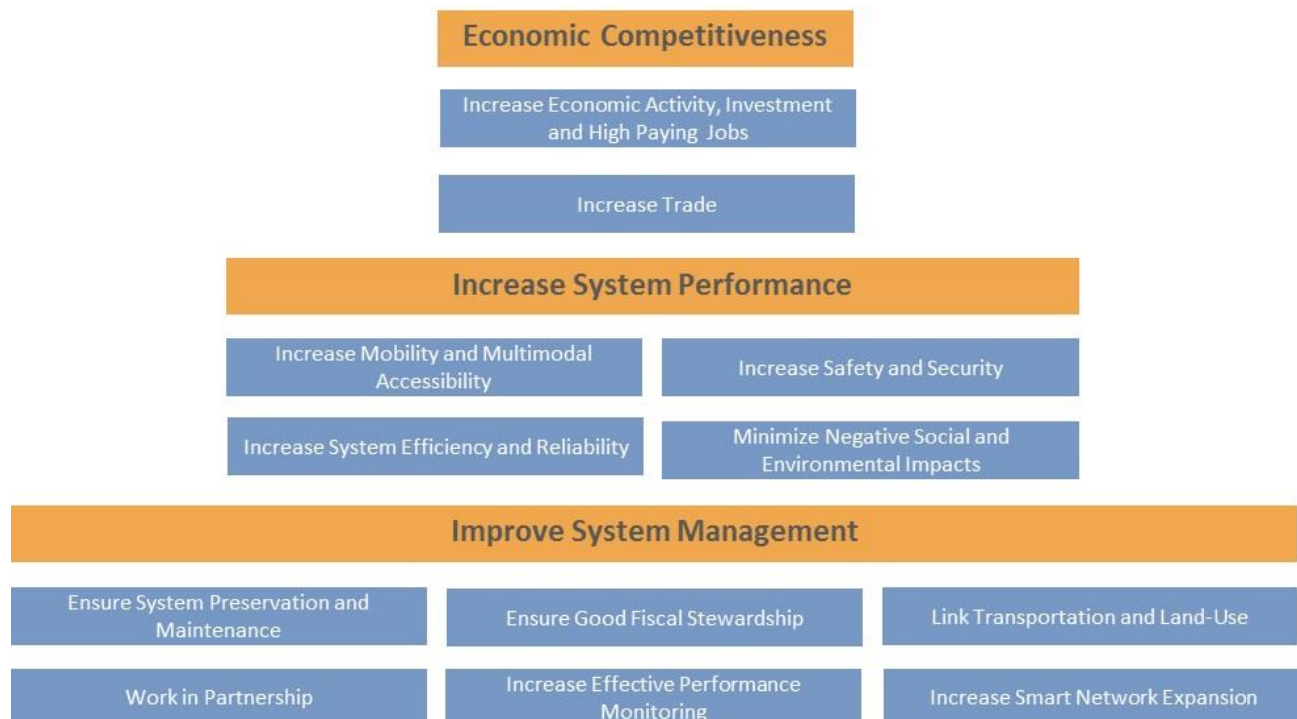 Economic Competitiveness
Increase Economic Activity, Investment
and High Paying Jobs
Increase Trade
Increase System Performance
Increase Mobility and Multimodal
Accessibility
Increase Safety and Security
Increase System Efficiency and Reliability
Minimize Negative Social and
Environmental Impacts
Improve System Management
Ensure System Preservation and
Maintenance
Ensure Good Fiscal Stewardship
Link Transportation and Land-Use
Work in Partnership
Increase Effective Performance
Monitoring
Increase Smart Network Expansion